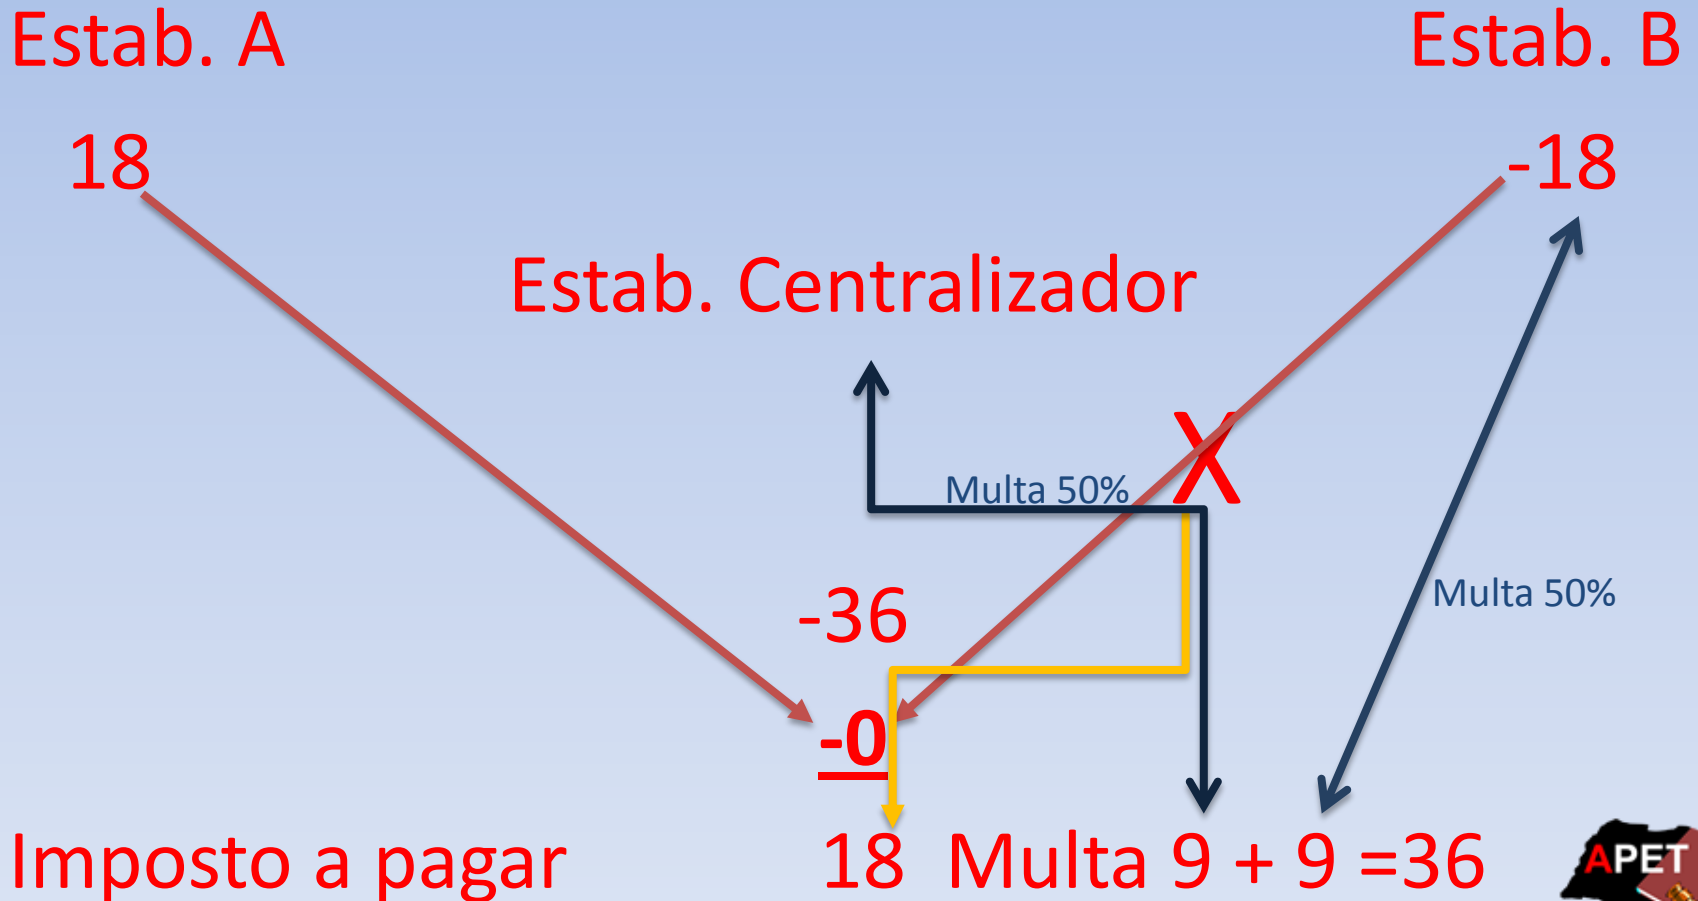 Estab. A
Estab. B
18
-18
Estab. Centralizador
X
Multa 50%
-36
Multa 50%
-0
Imposto a pagar 18 Multa 9 + 9 =36
APET